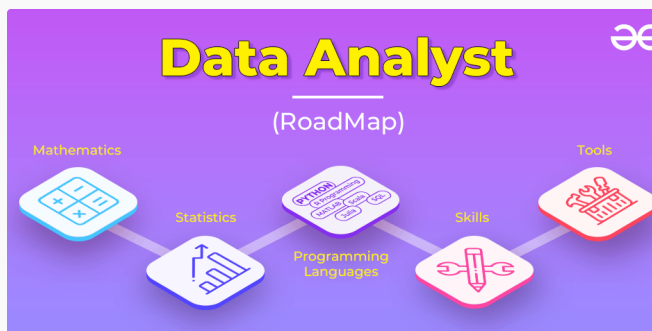 Data Analyst
(RoadMap)
Mathematics
Statistics
PYTHON
R Programming
MATLAB
Scala
SQL
Julia
Programming
Languages
Skills
Tools